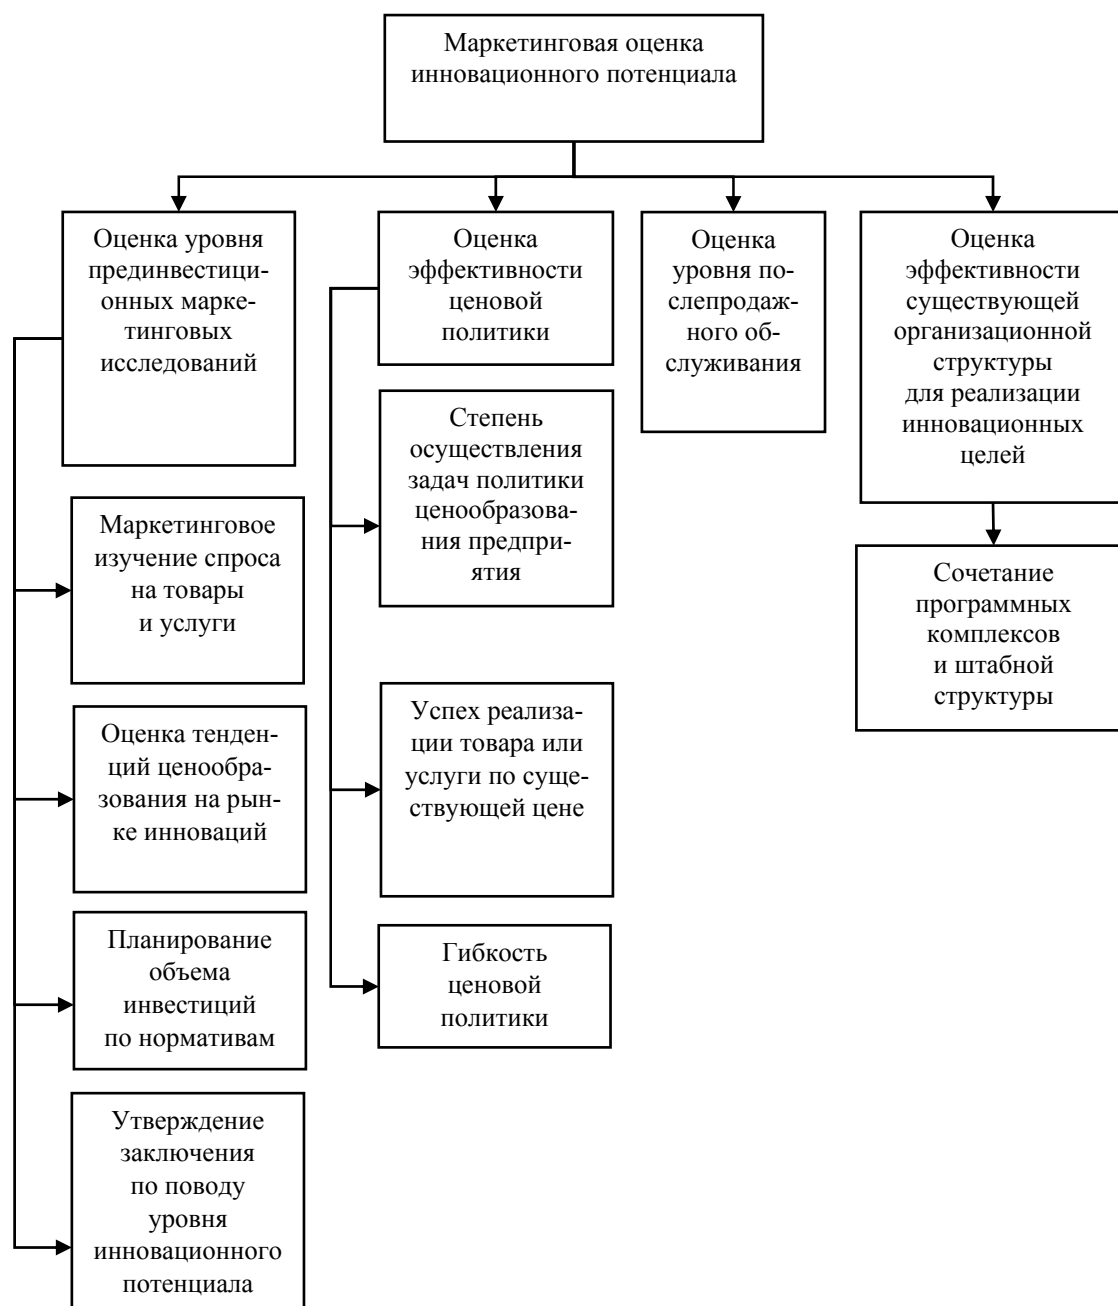 Маркетинговая оценка
инновационного потенциала
Оценка уровня
прединвестици-
онных марке-
тинговых
исследований
Оценка
эффективности
ценовой
политики
Оценка
уровня по-
слепродаж-
ного об-
служивания
Оценка
эффективности
существующей
организационной
структуры
для реализации
инновационных
целей
Маркетинговое
изучение спроса
на товары
и услуги
Оценка тенден-
ций ценообра-
зования на рын-
ке инноваций
Планирование
объема
инвестиций
по нормативам
Утверждение
заключения
по поводу
уровня
инновационного
потенциала
Степень
осуществления
задач политики
ценообразова-
ния предпри-
ятия
Успех реализа-
ции товара или
услуги по суще-
ствующей цене
Гибкость
ценовой
политики
Сочетание
программных
комплексов
и штабной
структуры